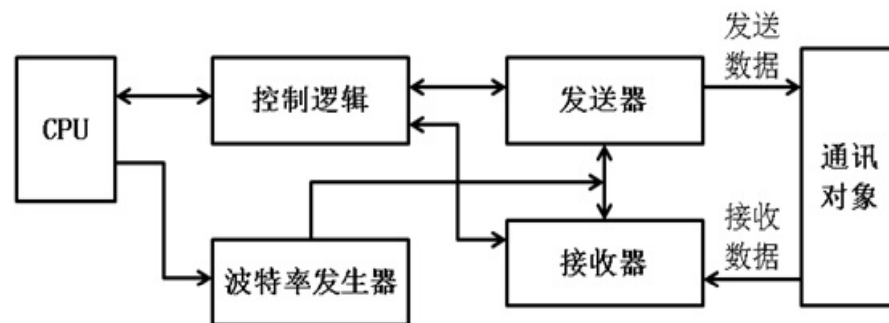 CPU
控制逻辑
波特率发生器
发送器
接收器
发送
数据
接收
数据
通讯
对象